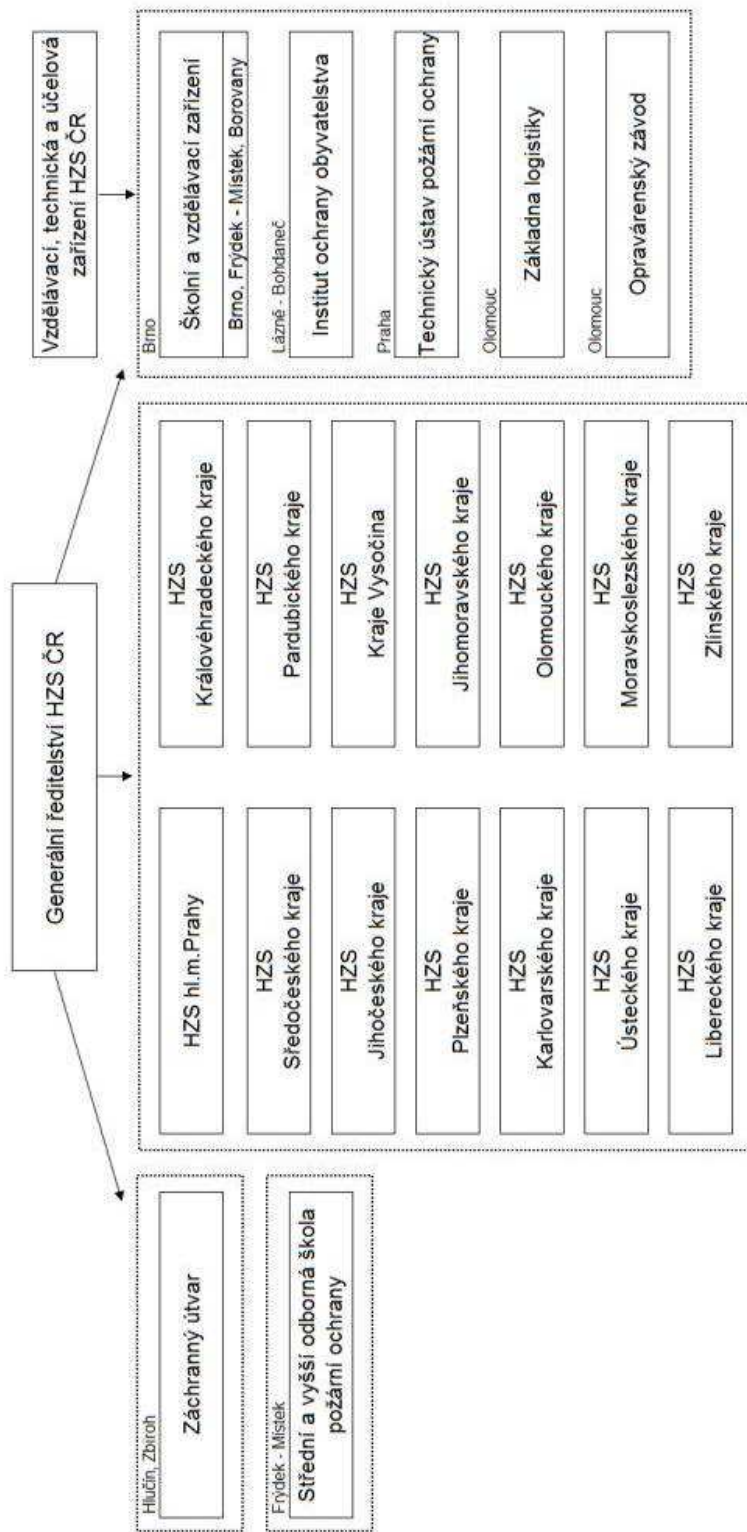 Generální ředitelství HZS ČR
Vzdělávací, technická a účelová
zařízení HZS ČR
Hlučín, Zbiroh
Záchranný útvar
Frýdek - Místek
Střední a vyšší odborná škola
požární ochrany
HZS hl.m.Prahy
HZS
Sředočeského kraje
HZS
Jihočeského kraje
HZS
Plzeňského kraje
HZS
Karlovarského kraje
HZS
Ústeckého kraje
HZS
Libereckého kraje
HZS
Královéhradeckého kraje
HZS
Pardubického kraje
HZS
Kraje Vysočina
HZS
Jihomoravského kraje
HZS
Olomouckého kraje
HZS
Moravskoslezského kraje
HZS
Zlínského kraje
Brno
Školní a vzdělávací zařízení
Brno, Frýdek - Místek, Borovany
Lázně - Bohdaneč
Institut ochrany obyvatelstva
Praha
Technický ústav požární ochrany
Olomouc
Základna logistiky
Olomouc
Opravárenský závod